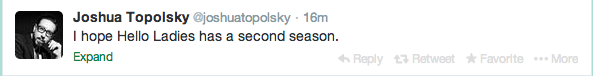 Joshua Topolsky @joshuatopolsky · 16m
I hope Hello Ladies has a second season.
Expand Reply Retweet Favorite More